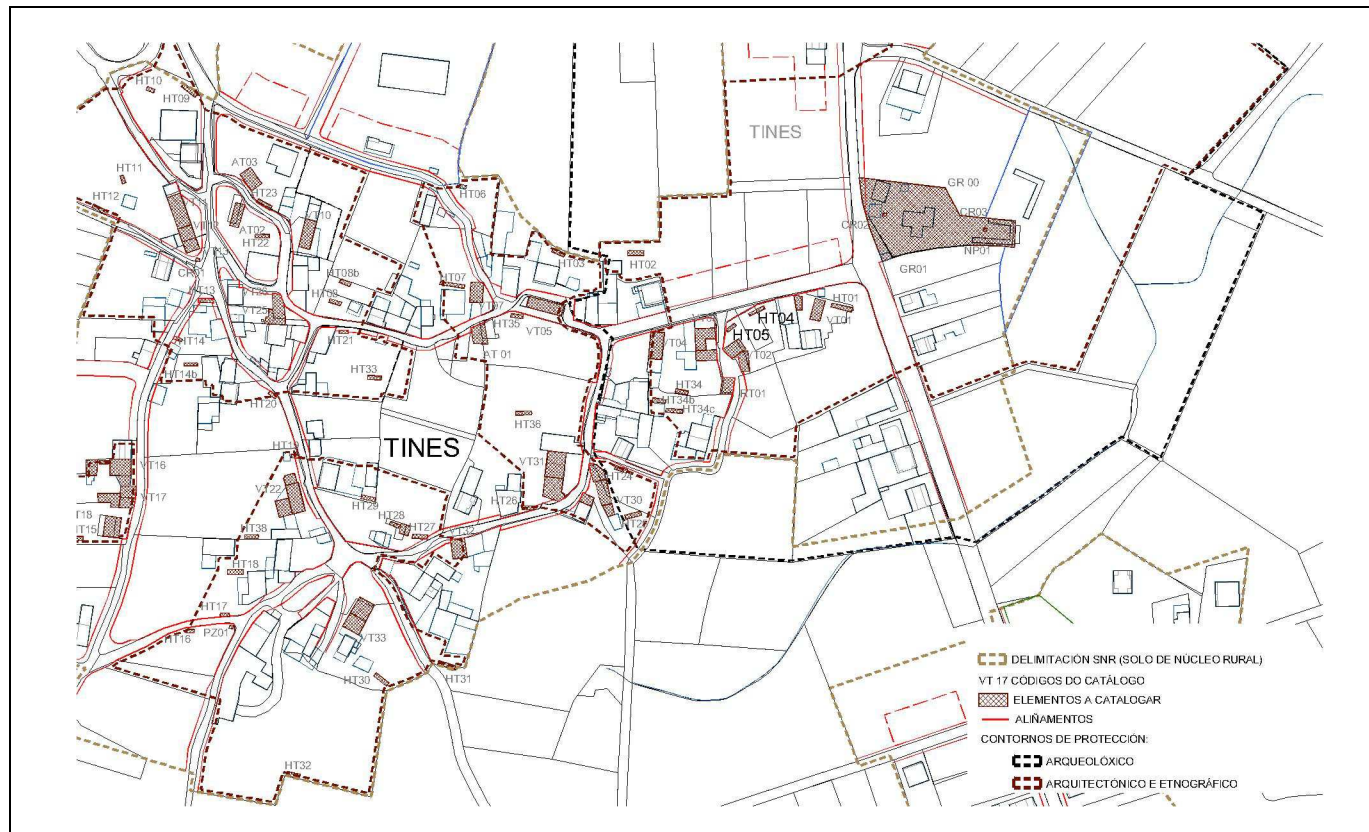 HT10
HT09
TINES
HT11
AT03
HT23
GR 00
HT12
HT06
VT10
CR03
AT02
CR02
HT22
NP01
CR01
HT02
HT03
GR01
HT08b
HT07
HT13
HT08
VT25
VT07
HT01
HT35
VT05
HT04
VT01
HT14
HT21
VT04
HT05
AT 01
VT02
HT14b
HT33
HT34
RT01
HT20
HT34b
HT34c
HT36
TINES
VT16
VT31
HT24
VT17
VT22
HT29
HT26
VT30
HT18
HT28
HT15
HT38
HT27
VT32
HT18
HT17
HT16
PZ01
VT33
HT30
HT31
HT32
DELIMITACIÓN SNR (SOLO DE NÚCLEO RURAL)
VT 17 CÓDIGOS DO CATÁLOGO
ELEMENTOS A CATALOGAR
ALIÑAMENTOS
CONTORNOS DE PROTECCIÓN:
ARQUEOLÓXICO
ARQUITECTÓNICO E ETNOGRÁFICO